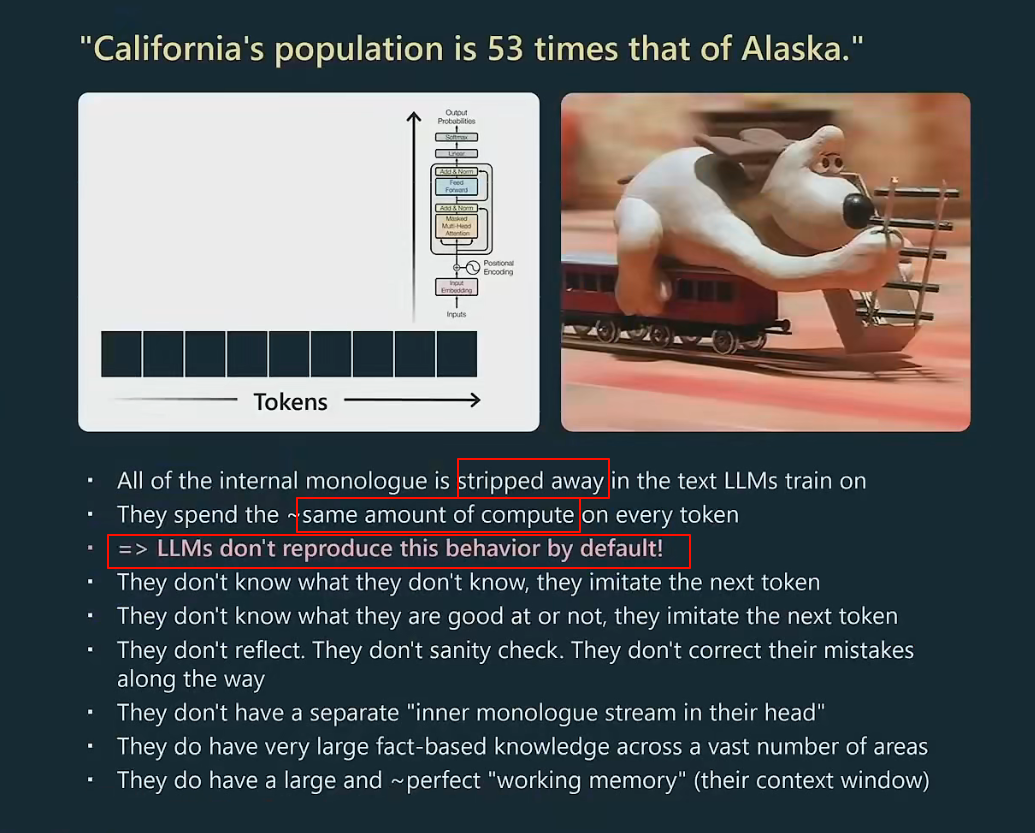 "California's population is 53 times that of Alaska."
Output
Probabilities
Softmax
Linear
Add & Norm
Feed
Forward
Add & Norm
Masked
Multi-Head
Attention
Positional
Encoding
Input
Embedding
Inputs
Tokens
· All of the internal monologue is stripped away in the text LLMs train on
· They spend the ~same amount of compute on every token
· => LLMs don't reproduce this behavior by default!
· They don't know what they don't know, they imitate the next token
· They don't know what they are good at or not, they imitate the next token
· They don't reflect. They don't sanity check. They don't correct their mistakes
along the way
· They don't have a separate "inner monologue stream in their head"
· They do have very large fact-based knowledge across a vast number of areas
· They do have a large and ~perfect "working memory" (their context window)